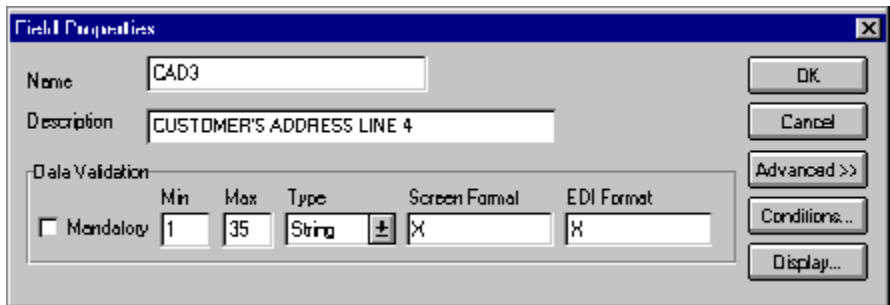 Field Properties
Name CAD3 OK
Description CUSTOMER'S ADDRESS LINE 4 Cancel
Data Validation Advanced >>
Min Max Type Screen Format EDI Format
Mandatory 1 35 String X X Conditions...
Display...